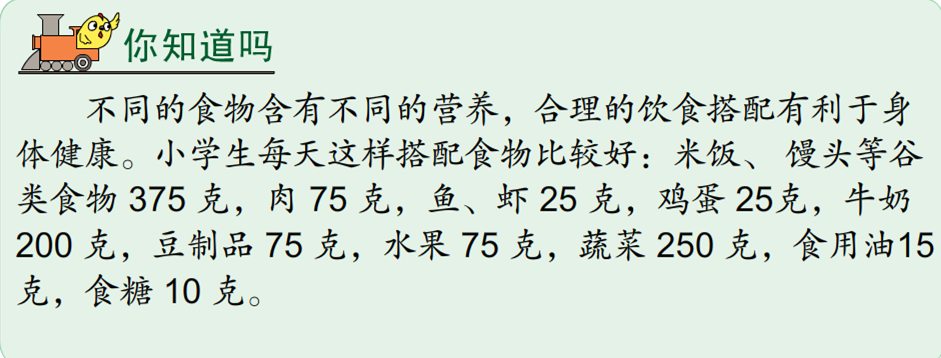 你知道吗
不同的食物含有不同的营养，合理的饮食搭配有利于身
体健康。小学生每天这样搭配食物比较好：米饭、馒头等谷
类食物 375 克，肉 75 克，鱼、虾 25 克，鸡蛋 25克，牛奶
200 克，豆制品 75 克，水果 75 克，蔬菜 250 克，食用油15
克，食糖 10 克。